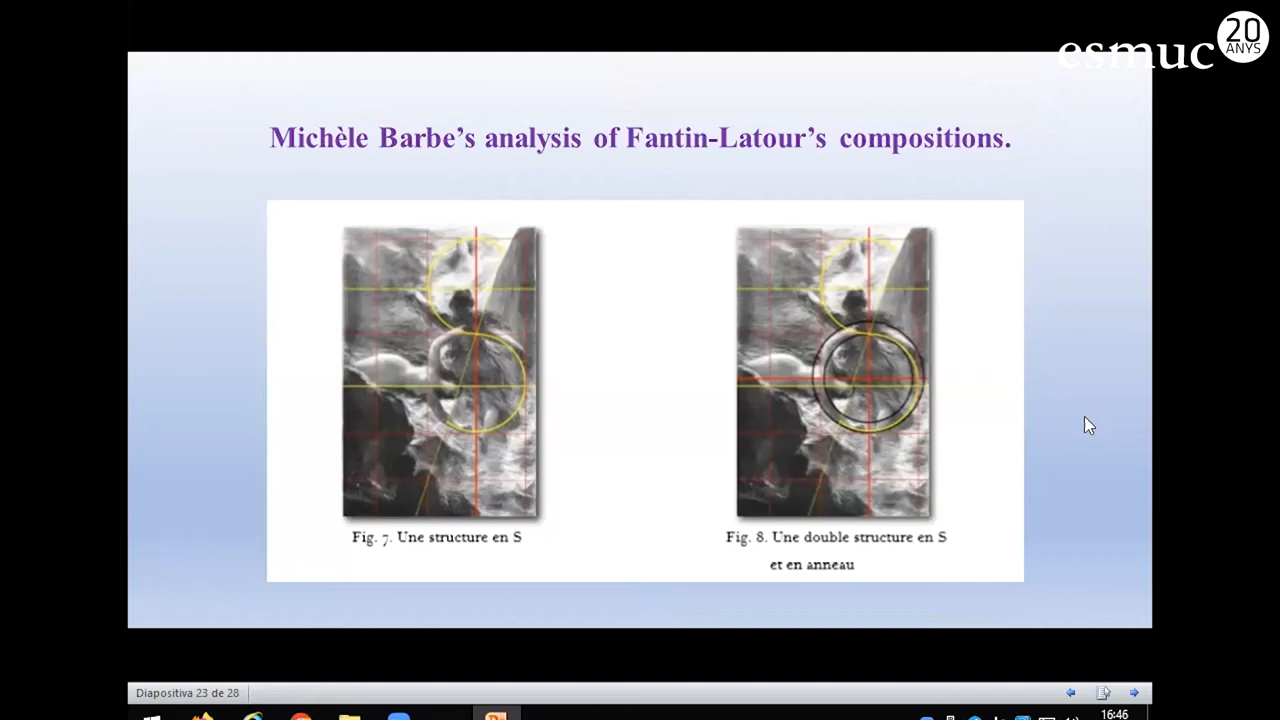 20
ANYS
esmuc
Michèle Barbe's analysis of Fantin-Latour's compositions.
Fig. 7. Une structure en S
Fig. 8. Une double structure en S
et en anneau
Diapositiva 23 de 28
16:46